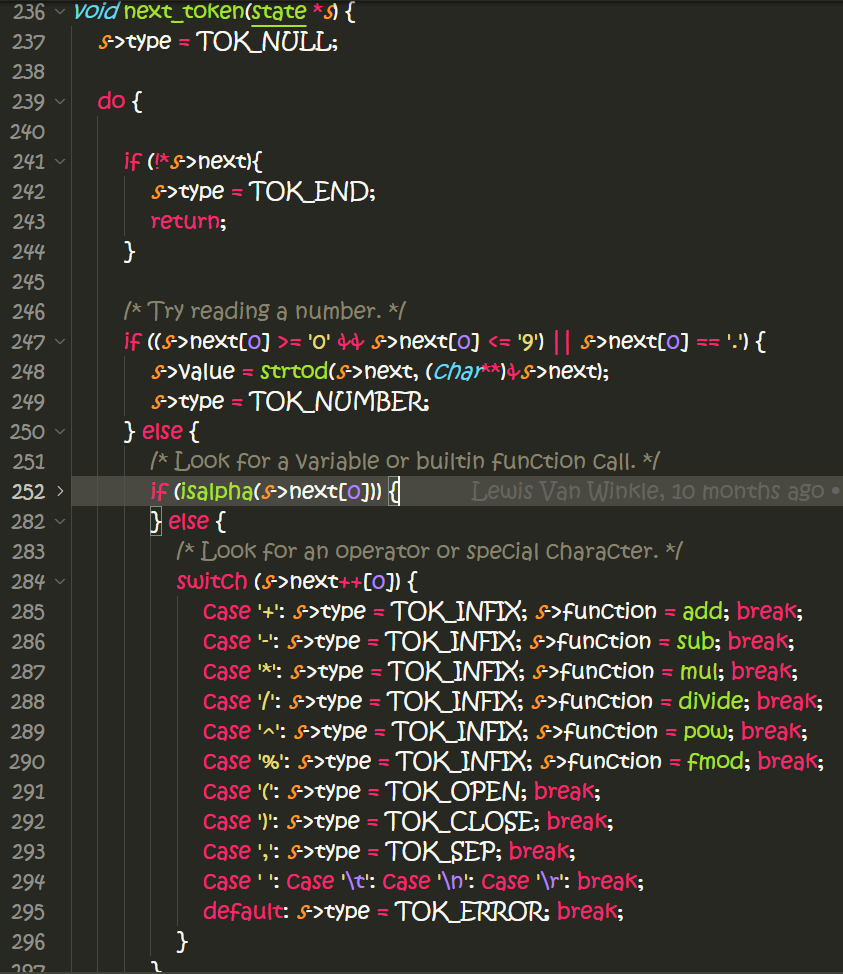 236 void next_token(state *s) {
237 s->type = TOK_NULL;
238
239 do {
240
241 if (!*s->next){
242 s->type = TOK_END;
243 return;
244 }
245
246 /* Try reading a number. */
247 if ((s->next[0] >= '0' && s->next[0] <= '9') || s->next[0] == '.') {
248 s->value = strtod(s->next, (char**)&s->next);
249 s->type = TOK_NUMBER;
250 } else {
251 /* Look for a variable or builtin function call. */
252 if (isalpha(s->next[0])) { Lewis Van Winkle, 10 months ago •
282 } else {
283 /* Look for an operator or special character. */
284 switch (s->next++[0]) {
285 case '+': s->type = TOK_INFIX; s->function = add; break;
286 case '-': s->type = TOK_INFIX; s->function = sub; break;
287 case '*': s->type = TOK_INFIX; s->function = mul; break;
288 case '/': s->type = TOK_INFIX; s->function = divide; break;
289 case '^': s->type = TOK_INFIX; s->function = pow; break;
290 case '%': s->type = TOK_INFIX; s->function = fmod; break;
291 case '(': s->type = TOK_OPEN; break;
292 case ')': s->type = TOK_CLOSE; break;
293 case ',': s->type = TOK_SEP; break;
294 case ' ': case '\t': case '\n': case '\r': break;
295 default: s->type = TOK_ERROR; break;
296 }
297 }